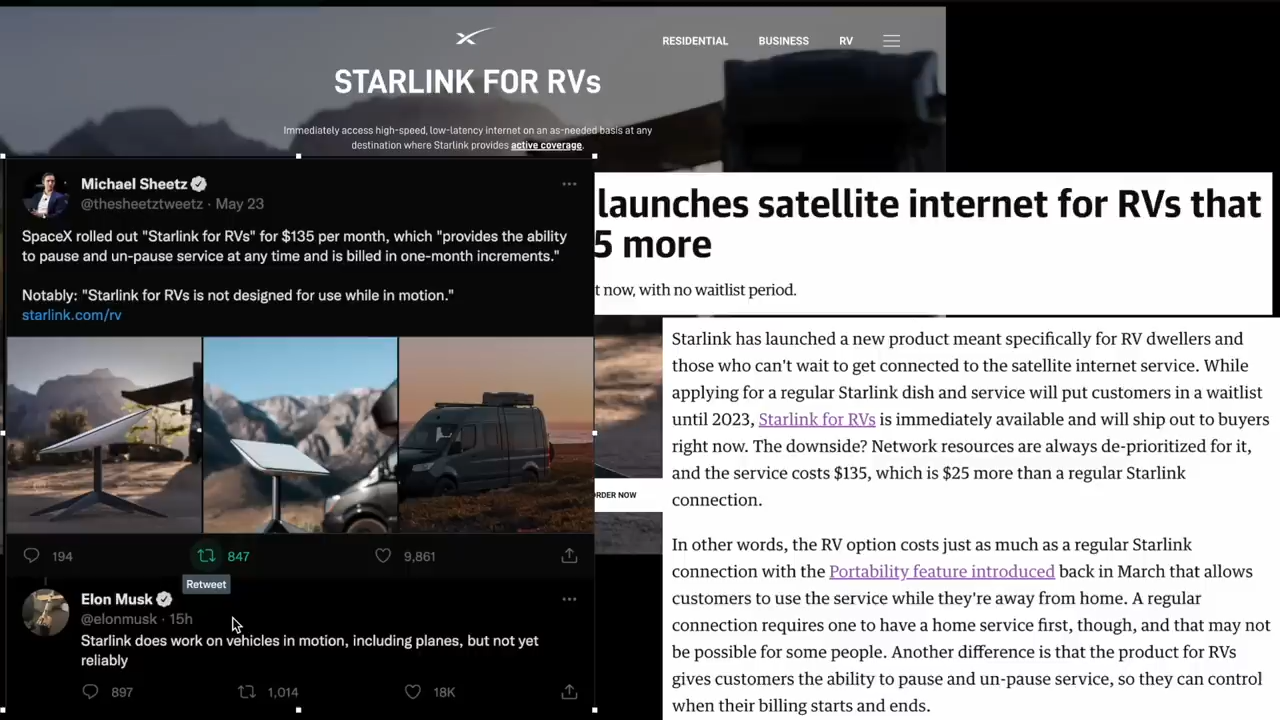 RESIDENTIAL BUSINESS RV
STARLINK FOR RVs
Immediately access high-speed, low-latency internet on an as-needed basis at any
destination where Starlink provides active coverage.
Michael Sheetz
@thesheetztweetz · May 23
SpaceX rolled out "Starlink for RVs" for $135 per month, which "provides the ability
to pause and un-pause service at any time and is billed in one-month increments."
Notably: "Starlink for RVs is not designed for use while in motion."
starlink.com/rv
194 847 9,861
Retweet
Elon Musk
@elonmusk · 15h
Starlink does work on vehicles in motion, including planes, but not yet
reliably
897 1,014 18K
launches satellite internet for RVs that
5 more
t now, with no waitlist period.
ORDER NOW
Starlink has launched a new product meant specifically for RV dwellers and
those who can't wait to get connected to the satellite internet service. While
applying for a regular Starlink dish and service will put customers in a waitlist
until 2023, Starlink for RVs is immediately available and will ship out to buyers
right now. The downside? Network resources are always de-prioritized for it,
and the service costs $135, which is $25 more than a regular Starlink
connection.
In other words, the RV option costs just as much as a regular Starlink
connection with the Portability feature introduced back in March that allows
customers to use the service while they're away from home. A regular
connection requires one to have a home service first, though, and that may not
be possible for some people. Another difference is that the product for RVs
gives customers the ability to pause and un-pause service, so they can control
when their billing starts and ends.